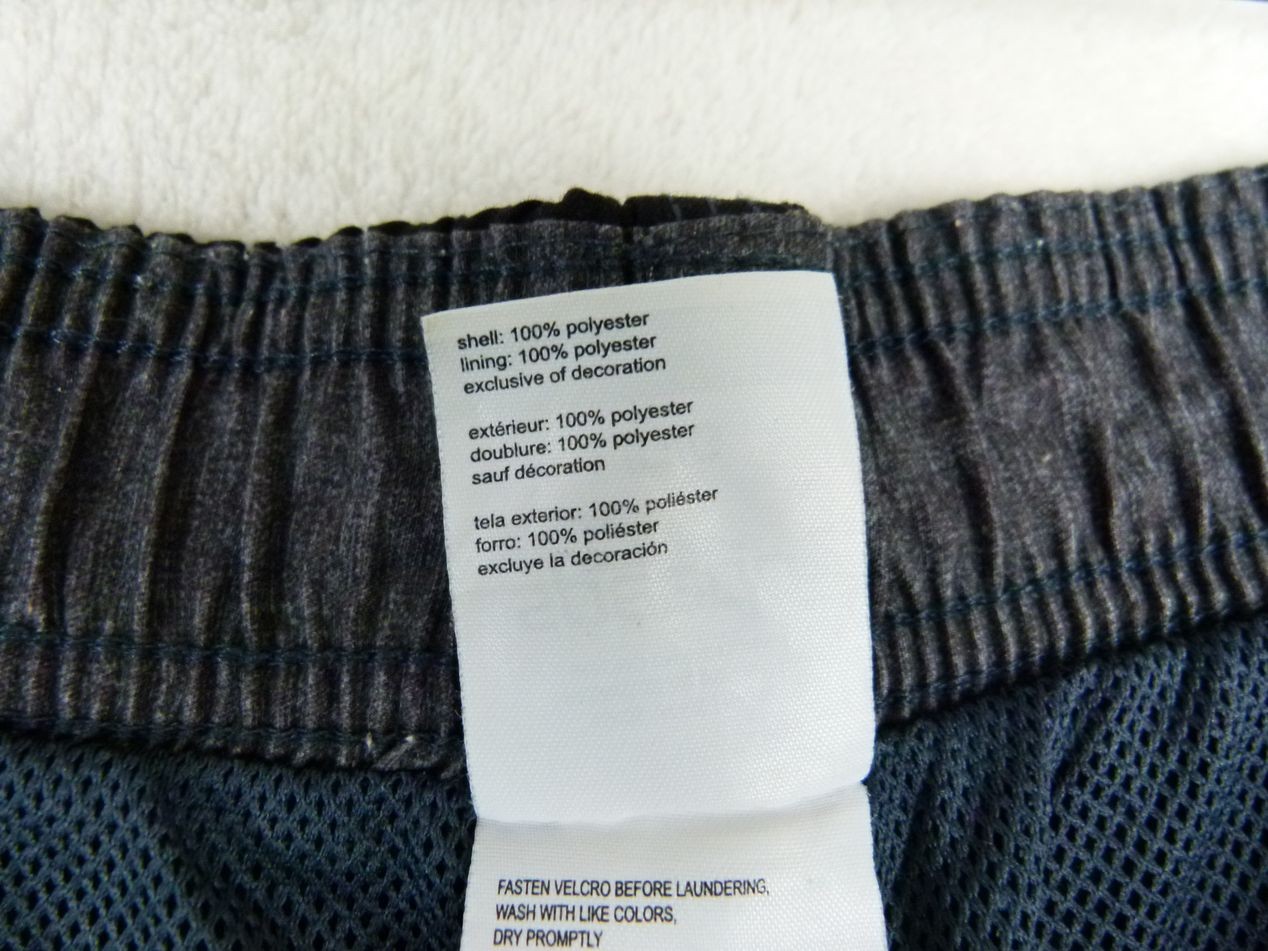 shell: 100% polyester
lining: 100% polyester
exclusive of decoration
extérieur: 100% polyester
doublure: 100% polyester
sauf décoration
tela exterior: 100% poliéster
forro: 100% poliéster
excluye la decoración
FASTEN VELCRO BEFORE LAUNDERING,
WASH WITH LIKE COLORS,
DRY PROMPTLY